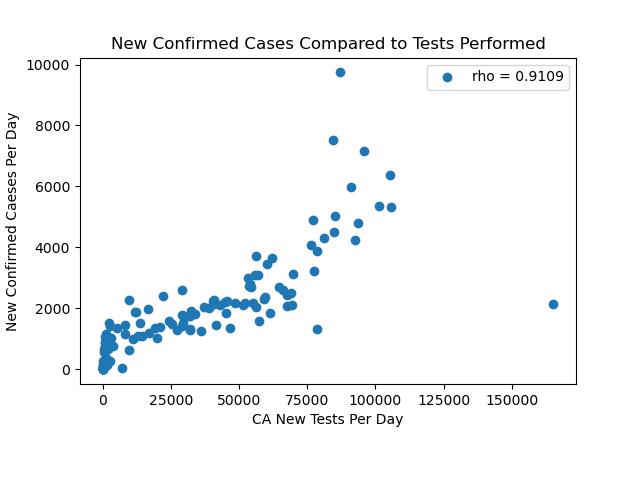 New Confirmed Cases Compared to Tests Performed
rho = 0.9109
New Confirmed Caeses Per Day
10000
8000
6000
4000
2000
0
0 25000 50000 75000 100000 125000 150000
CA New Tests Per Day